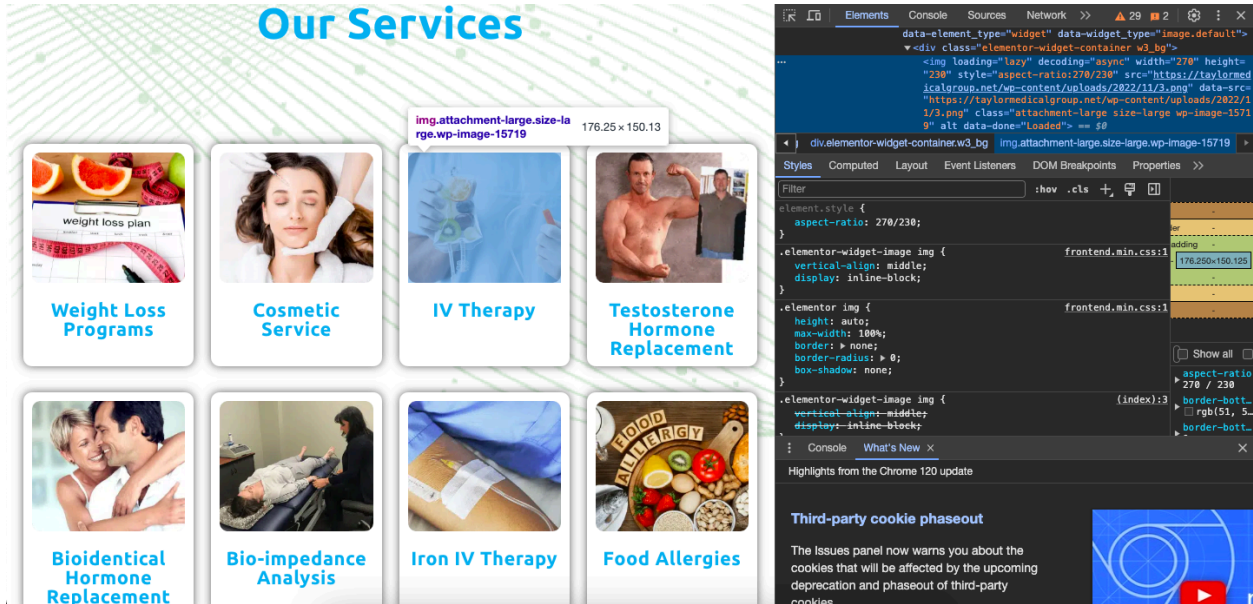 Our Services
img.attachment-large.size-la
rge.wp-image-15719
176.25 × 150.13
weight loss plan
Weight Loss
Programs
Cosmetic
Service
IV Therapy
Testosterone
Hormone
Replacement
FOOD
ALLERGY
Bioidentical
Hormone
Replacement
Bio-impedance
Analysis
Iron IV Therapy
Food Allergies
Elements Console Sources Network 29 2
data-element_type="widget" data-widget_type="image.default">
▼<div class="elementor-widget-container w3_bg">
<img loading="lazy" decoding="async" width="270" height=
"230" style="aspect-ratio:270/230" src="https://taylormed
icalgroup.net/wp-content/uploads/2022/11/3.png" data-src=
"https://taylormedicalgroup.net/wp-content/uploads/2022/1
1/3.png" class="attachment-large size-large wp-image-1571
9" alt data-done="Loaded"> == $0
div.elementor-widget-container.w3_bg img.attachment-large.size-large.wp-image-15719
Styles Computed Layout Event Listeners DOM Breakpoints Properties
Filter :hov .cls
element.style {
aspect-ratio: 270/230;
}
.elementor-widget-image img { frontend.min.css:1
vertical-align: middle;
display: inline-block;
}
.elementor img { frontend.min.css:1
height: auto;
max-width: 100%;
border: ▶ none;
border-radius: ▶ 0;
box-shadow: none;
}
.elementor-widget-image img { (index):3
vertical-align: middle;
display: inline-block;
-
der -
adding -
176.250×150.125
-
-
-
Show all
aspect-ratio
270 / 230
border-bott…
rgb(51, 5…
border-bott…
Console What's New ×
Highlights from the Chrome 120 update
Third-party cookie phaseout
The Issues panel now warns you about the
cookies that will be affected by the upcoming
deprecation and phaseout of third-party
cookies